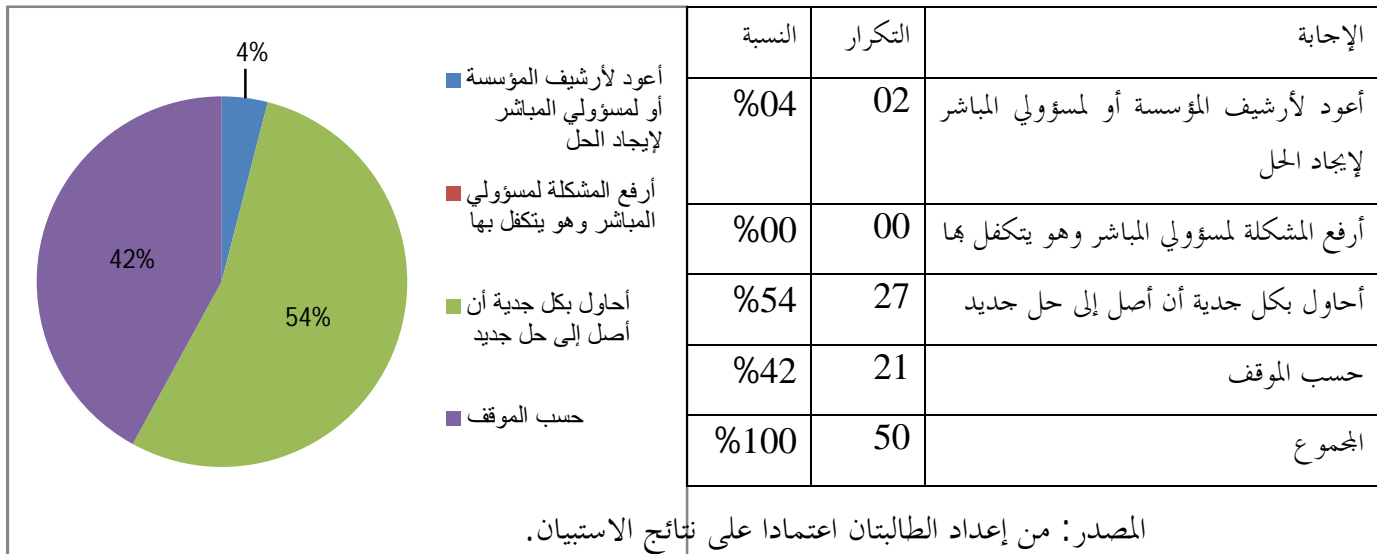 الإجابة التكرار النسبة
أعود لأرشيف المؤسسة أو لمسؤولي المباشر 02 %04
لإيجاد الحل
أرفع المشكلة لمسؤولي المباشر وهو يتكفل بها 00 %00
أحاول بكل جدية أن أصل إلى حل جديد 27 %54
حسب الموقف 21 %42
المجموع 50 %100
4%
42%
54%
أعود لأرشيف المؤسسة
أو لمسؤولي المباشر
لإيجاد الحل
أرفع المشكلة لمسؤولي
المباشر وهو يتكفل بها
أحاول بكل جدية أن
أصل إلى حل جديد
حسب الموقف
المصدر: من إعداد الطالبتان اعتمادا على نتائج الاستبيان.